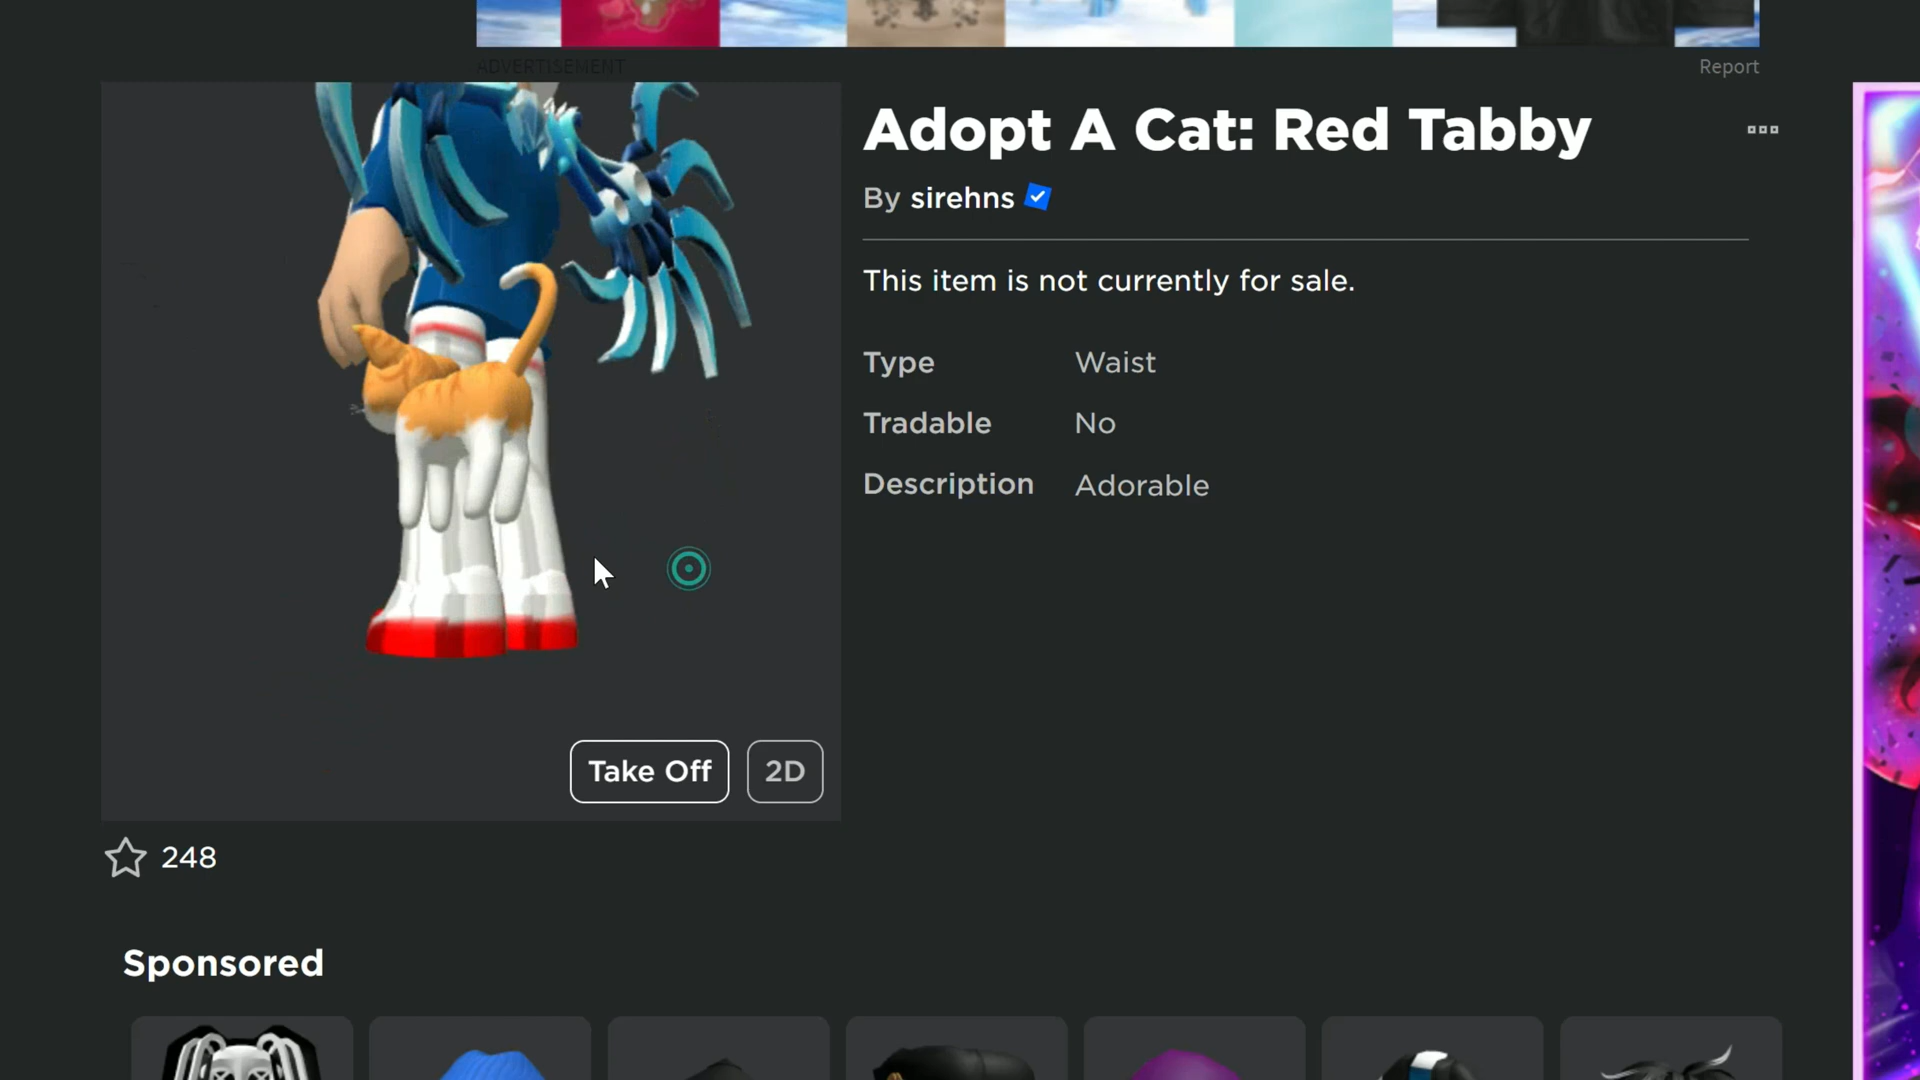 ADVERTISEMENT
Report
Adopt A Cat: Red Tabby
By sirehns
This item is not currently for sale.
Type Waist
Tradable No
Description Adorable
Take Off
2D
248
Sponsored